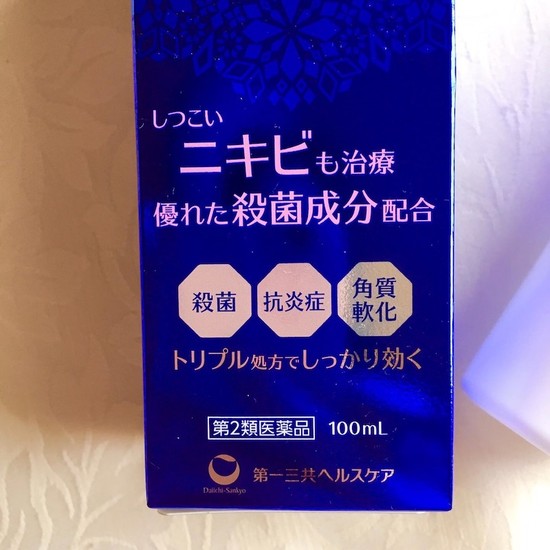 しつこい
ニキビも治療
優れた殺菌成分配合
殺菌
抗炎症
角質
軟化
トリプル処方でしっかり効く
第2類医薬品 100mL
Daiichi-Sankyo
第一三共ヘルスケア